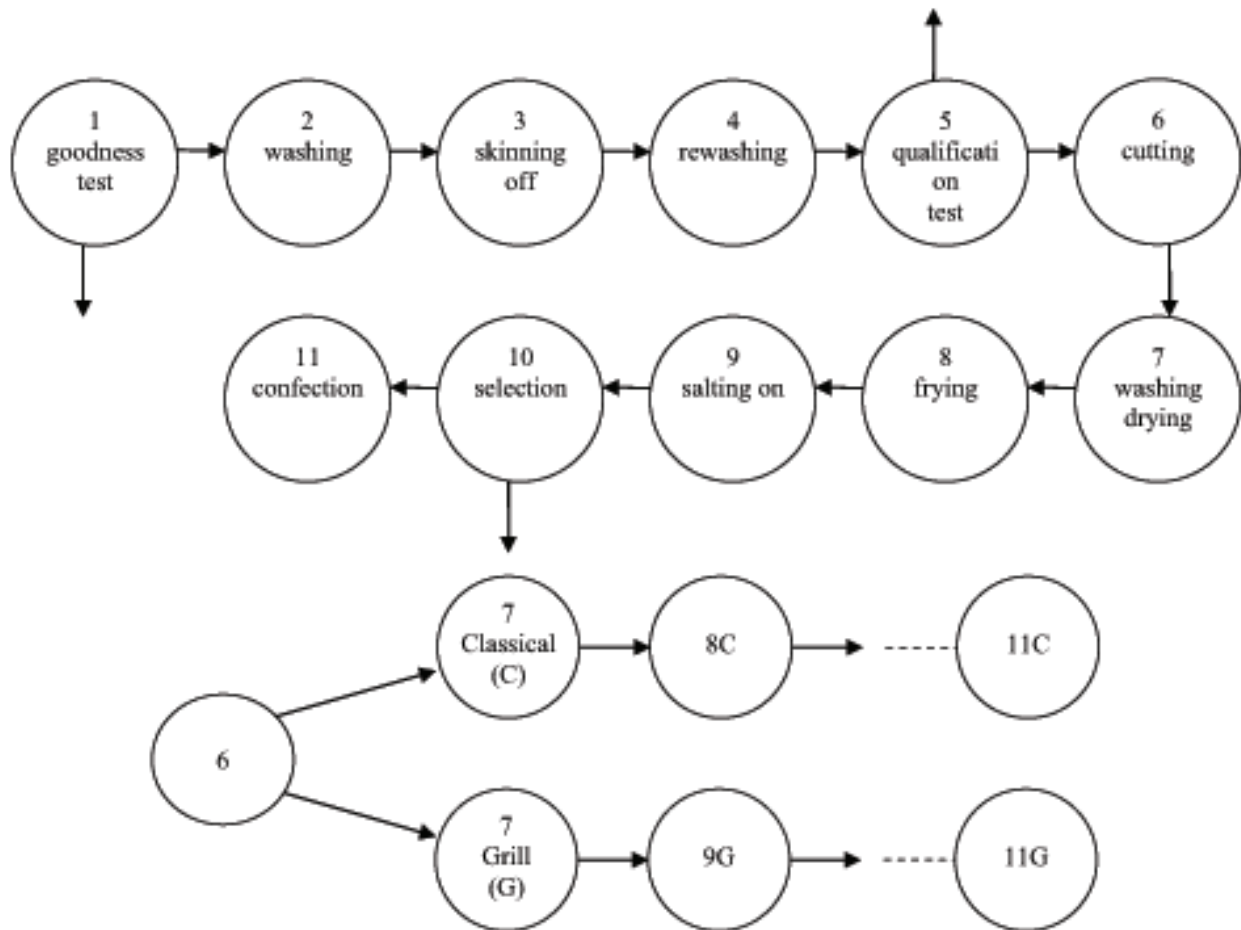 1
goodness
test
2
washing
3
skinning
off
4
rewashing
5
qualificati
on
test
6
cutting
11
confection
10
selection
9
salting on
8
frying
7
washing
drying
7
Classical
(C)
8C
11C
6
7
Grill
(G)
9G
11G